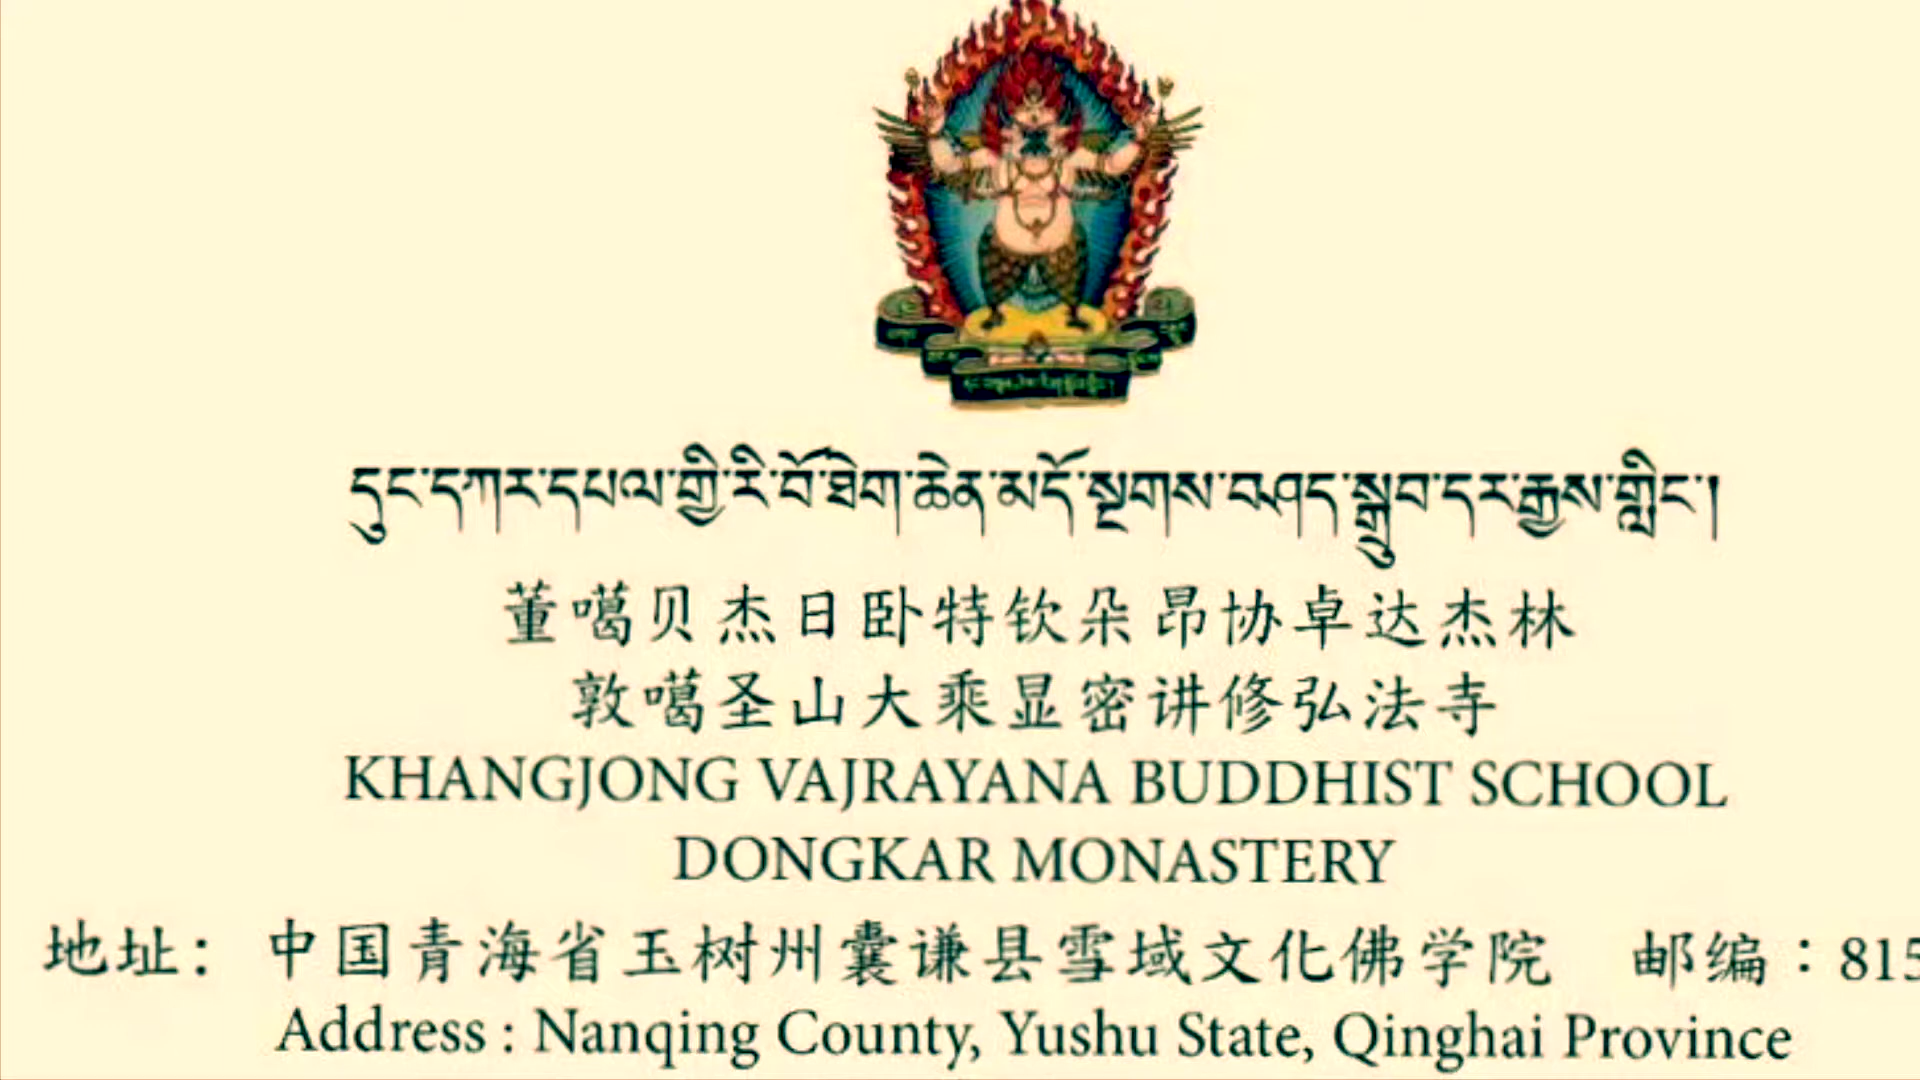 དུང་དཀར་དཔལ་གྱི་རི་བོ་ཐེག་ཆེན་མདོ་སྔགས་བཤད་སྒྲུབ་དར་རྒྱས་གླིང་།
董噶贝杰日卧特钦朵昂协卓达杰林
敦噶圣山大乘显密讲修弘法寺
KHANGJONG VAJRAYANA BUDDHIST SCHOOL
DONGKAR MONASTERY
地址： 中国青海省玉树州囊谦县雪域文化佛学院 邮编：815
Address : Nanqing County, Yushu State, Qinghai Province